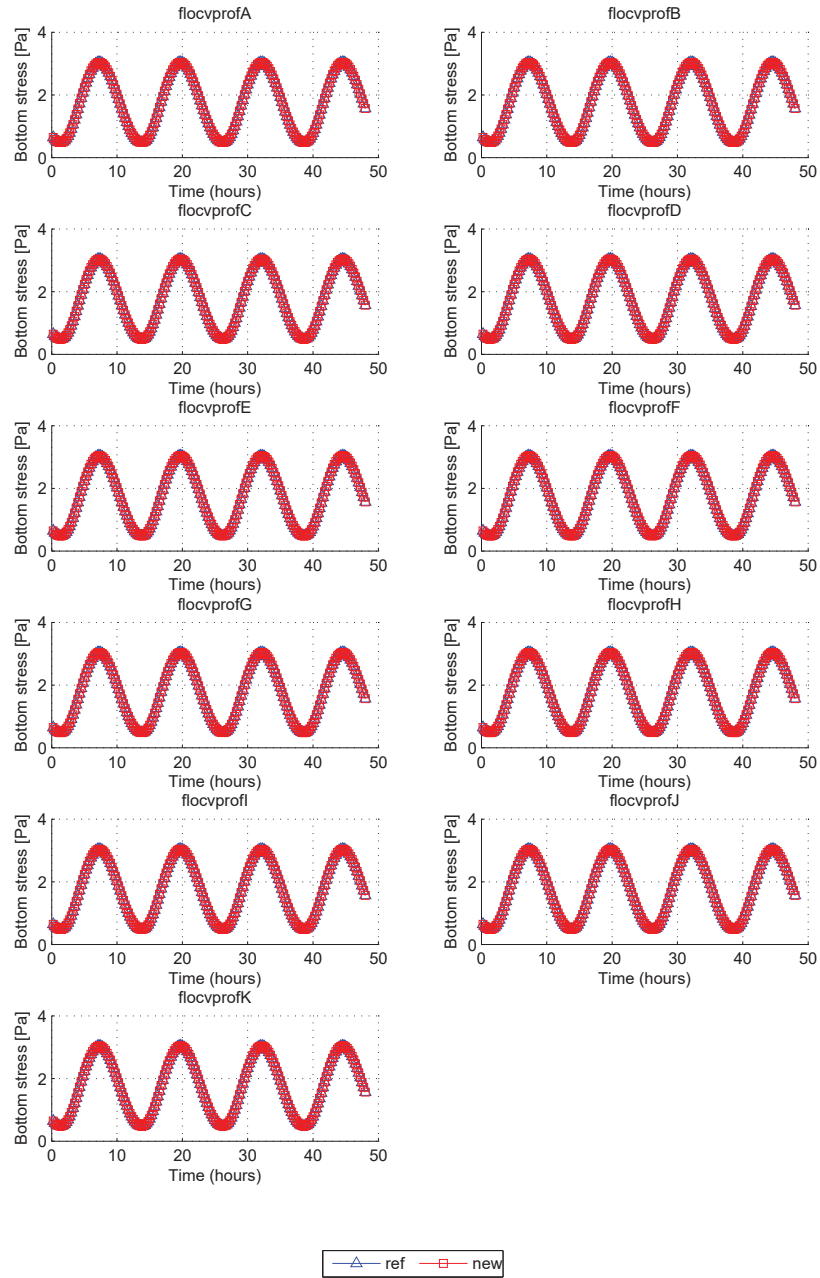 flocvprofA
Bottom stress [Pa]
4
2
0
0 10 20 30 40 50
Time (hours)
flocvprofB
Bottom stress [Pa]
4
2
0
0 10 20 30 40 50
Time (hours)
flocvprofC
Bottom stress [Pa]
4
2
0
0 10 20 30 40 50
Time (hours)
flocvprofD
Bottom stress [Pa]
4
2
0
0 10 20 30 40 50
Time (hours)
flocvprofE
Bottom stress [Pa]
4
2
0
0 10 20 30 40 50
Time (hours)
flocvprofF
Bottom stress [Pa]
4
2
0
0 10 20 30 40 50
Time (hours)
flocvprofG
Bottom stress [Pa]
4
2
0
0 10 20 30 40 50
Time (hours)
flocvprofH
Bottom stress [Pa]
4
2
0
0 10 20 30 40 50
Time (hours)
flocvprofI
Bottom stress [Pa]
4
2
0
0 10 20 30 40 50
Time (hours)
flocvprofJ
Bottom stress [Pa]
4
2
0
0 10 20 30 40 50
Time (hours)
flocvprofK
Bottom stress [Pa]
4
2
0
0 10 20 30 40 50
Time (hours)
ref new